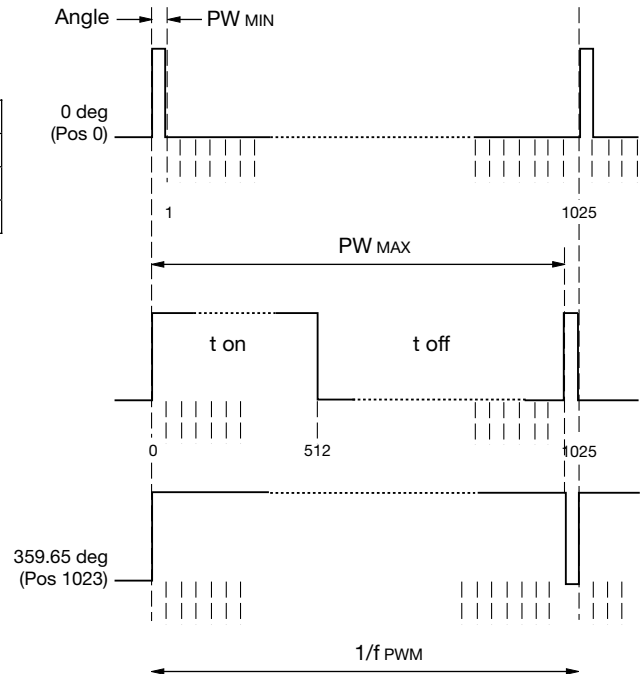 Angle PW MIN
0 deg
(Pos 0)
1 1025
PW MAX
t on t off
0 512 1025
359.65 deg
(Pos 1023)
1/f PWM